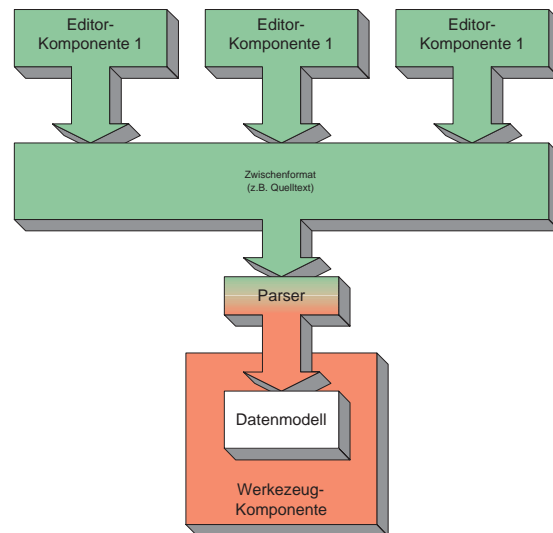 Editor-
Komponente 1
Editor-
Komponente 1
Editor-
Komponente 1
Zwischenformat
(z.B. Quelltext)
Parser
Datenmodell
Werkezeug-
Komponente